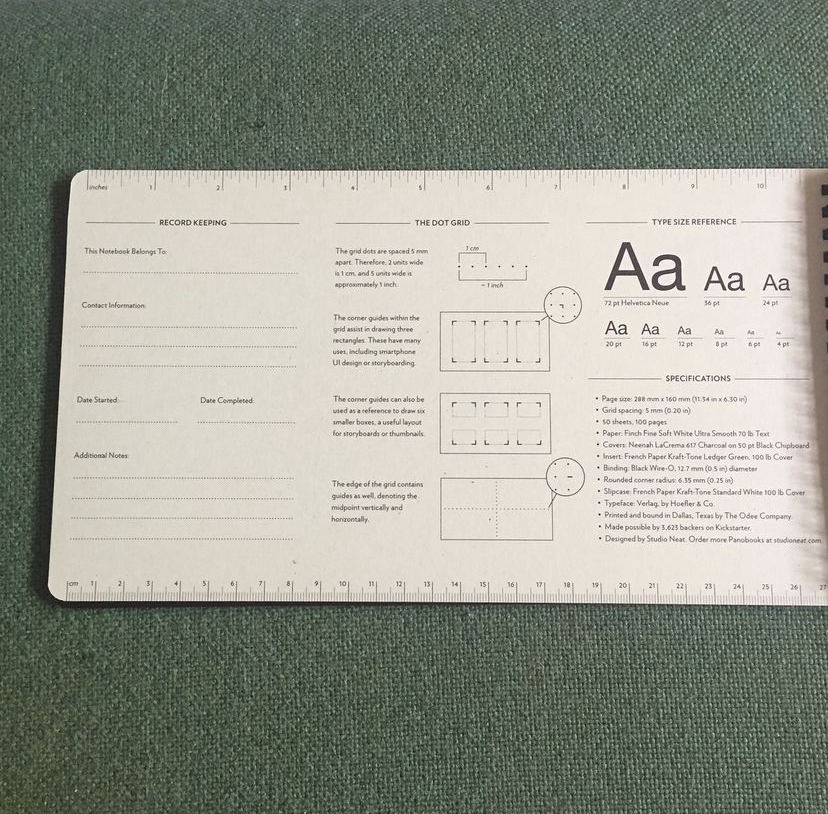 inches 1 2 3 4 5 6 7 8 9 10
RECORD KEEPING
This Notebook Belongs To:
Contact Information:
Date Started: Date Completed:
Additional Notes:
THE DOT GRID
The grid dots are spaced 5 mm
apart. Therefore, 2 units wide
is 1 cm, and 5 units wide is
approximately 1 inch.
1 cm
~ 1 inch
The corner guides within the
grid assist in drawing three
rectangles. These have many
uses, including smartphone
UI design or storyboarding.
The corner guides can also be
used as a reference to draw six
smaller boxes, a useful layout
for storyboards or thumbnails.
The edge of the grid contains
guides as well, denoting the
midpoint vertically and
horizontally.
TYPE SIZE REFERENCE
Aa Aa Aa
72 pt Helvetica Neue 36 pt 24 pt
Aa Aa Aa Aa Aa Aa
20 pt 16 pt 12 pt 8 pt 6 pt 4 pt
SPECIFICATIONS
• Page size: 288 mm x 160 mm (11.34 in x 6.30 in)
• Grid spacing: 5 mm (0.20 in)
• 50 sheets, 100 pages
• Paper: Finch Fine Soft White Ultra Smooth 70 lb Text
• Covers: Neenah LaCrema 617 Charcoal on 50 pt Black Chipboard
• Insert: French Paper Kraft-Tone Ledger Green, 100 lb Cover
• Binding: Black Wire-O, 12.7 mm (0.5 in) diameter
• Rounded corner radius: 6.35 mm (0.25 in)
• Slipcase: French Paper Kraft-Tone Standard White 100 lb Cover
• Typeface: Verlag, by Hoefler & Co.
• Printed and bound in Dallas, Texas by The Odee Company.
• Made possible by 3,623 backers on Kickstarter.
• Designed by Studio Neat. Order more Panobooks at studioneat.com
cm 1 2 3 4 5 6 7 8 9 10 11 12 13 14 15 16 17 18 19 20 21 22 23 24 25 26 27